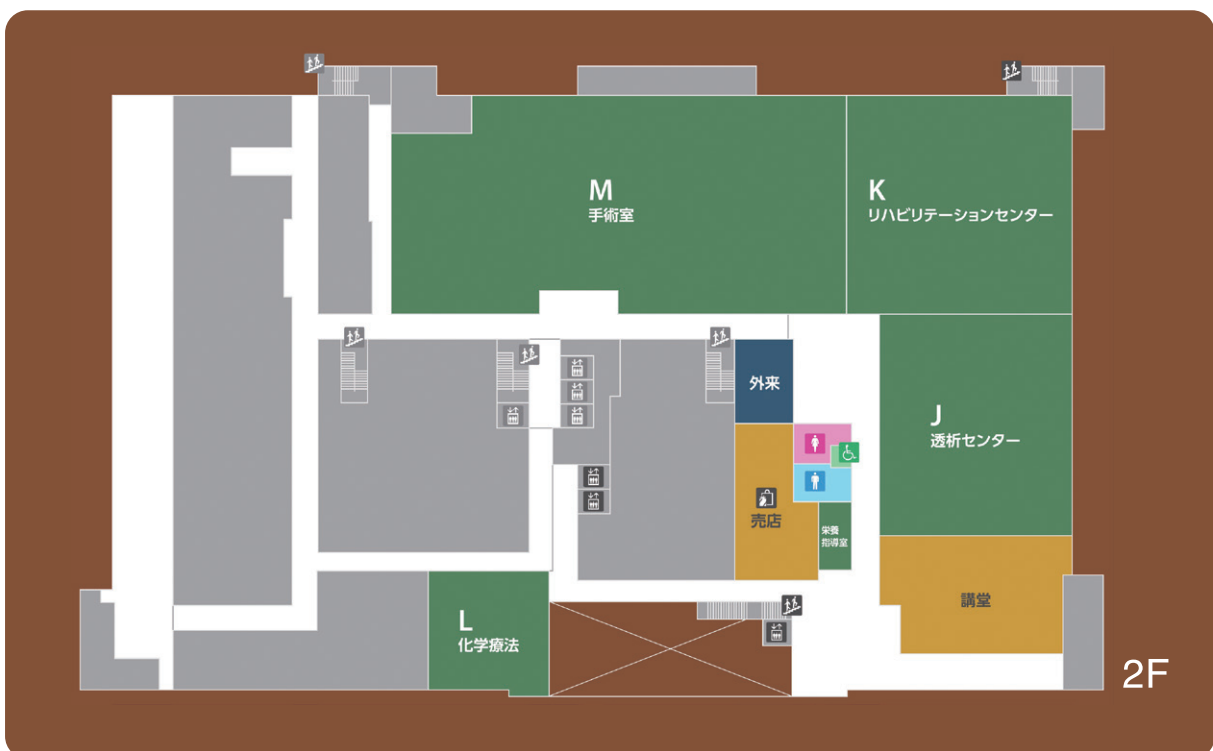 M
手術室
K
リハビリテーションセンター
外来
J
透析センター
売店
栄養
指導室
講堂
L
化学療法
2F